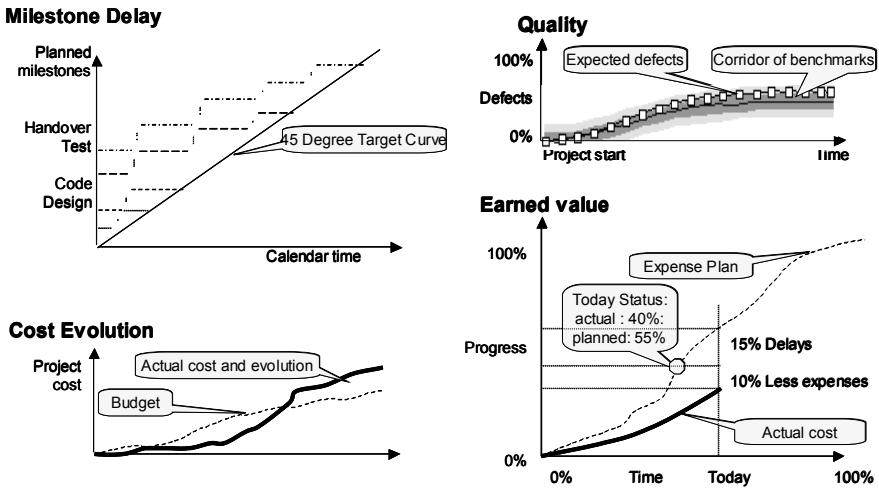 Milestone Delay
Planned
milestones
Handover
Test
Code
Design
45 Degree Target Curve
Calendar time
Quality
100%
Defects
0%
Expected defects
Corridor of benchmarks
Project start
Time
Cost Evolution
Project
cost
Actual cost and evolution
Budget
Earned value
100%
Progress
0%
Expense Plan
Today Status:
actual : 40%:
planned: 55%
15% Delays
10% Less expenses
Actual cost
0%
Time
Today
100%